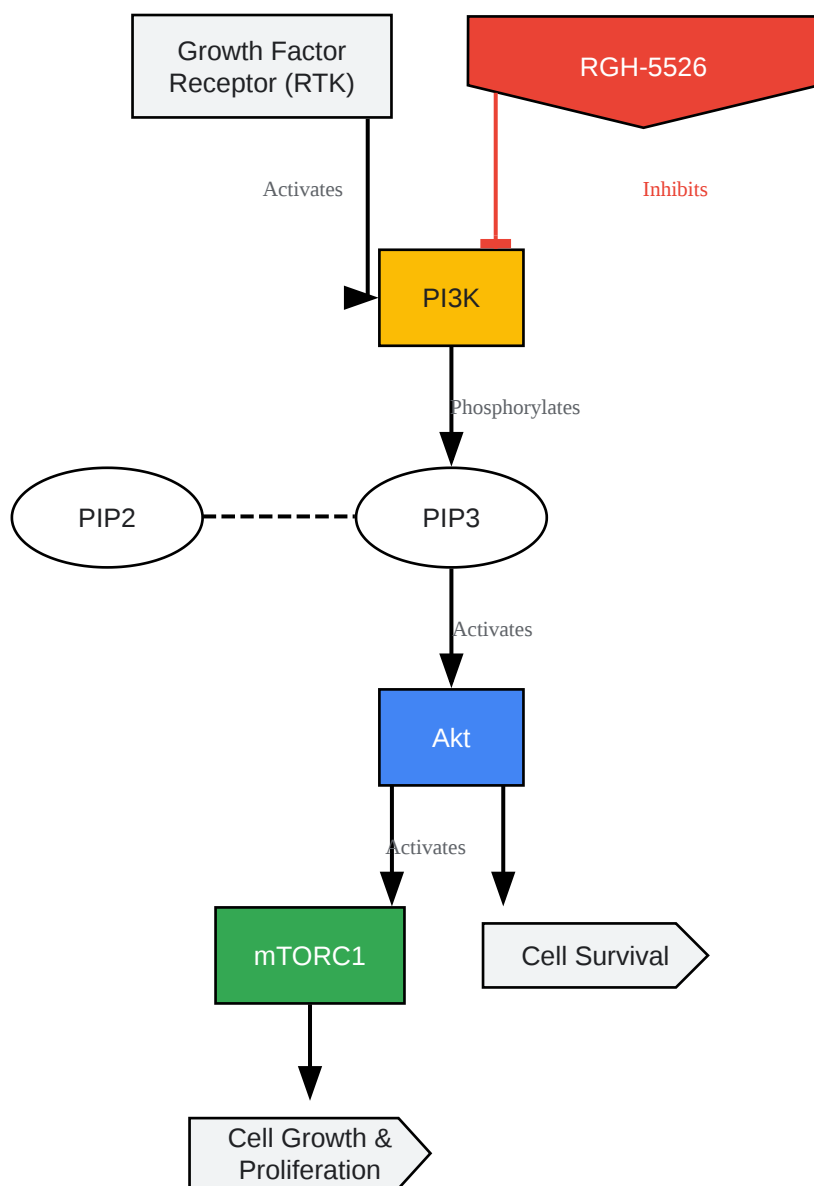 Growth Factor
Receptor (RTK)
RGH-5526
Activates
Inhibits
PI3K
Phosphorylates
PIP2
PIP3
Activates
Akt
Activates
mTORC1
Cell Survival
Cell Growth &
Proliferation